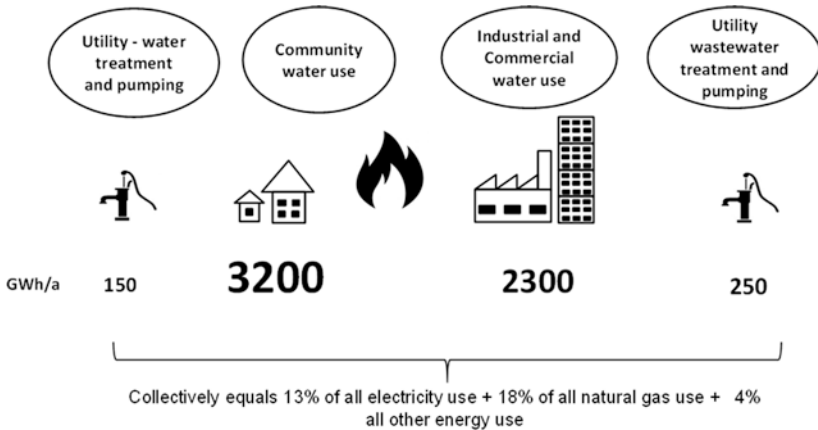 Utility - water
treatment
and pumping
Community
water use
Industrial and
Commercial
water use
Utility
wastewater
treatment and
pumping
GWh/a
150
3200
2300
250
Collectively equals 13% of all electricity use + 18% of all natural gas use + 4%
all other energy use